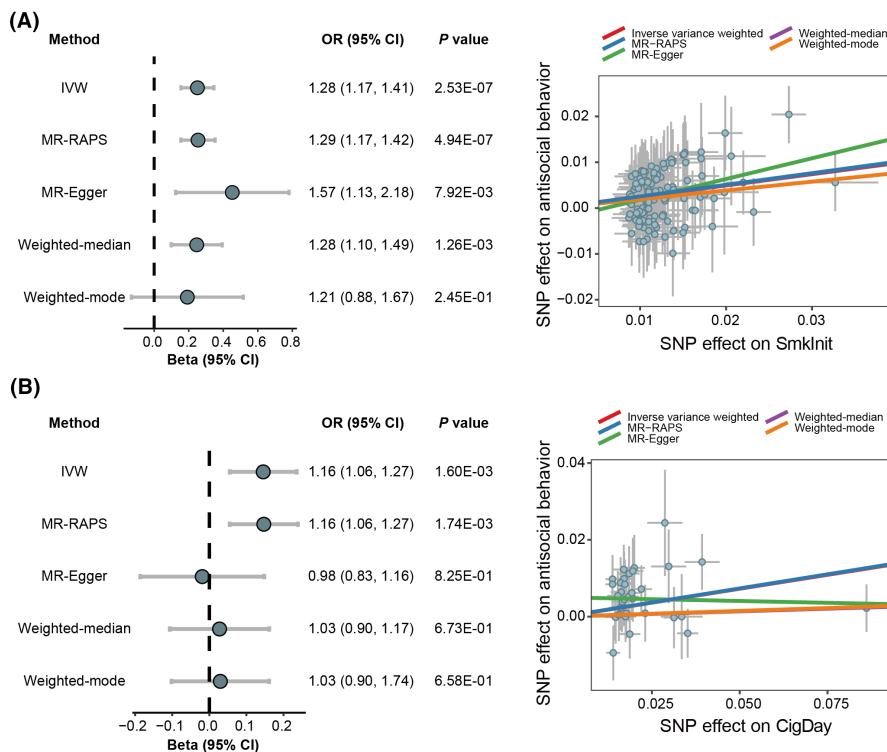 (A)
Method OR (95% CI) P value
IVW 1.28 (1.17, 1.41) 2.53E-07
MR-RAPS 1.29 (1.17, 1.42) 4.94E-07
MR-Egger 1.57 (1.13, 2.18) 7.92E-03
Weighted-median 1.28 (1.10, 1.49) 1.26E-03
Weighted-mode 1.21 (0.88, 1.67) 2.45E-01
0.0 0.2 0.4 0.6 0.8
Beta (95% CI)
Inverse variance weighted Weighted-median
MR−RAPS Weighted-mode
MR-Egger
SNP effect on antisocial behavior
0.02
0.01
0.00
−0.01
−0.02
0.01 0.02 0.03
SNP effect on SmkInit
(B)
Method OR (95% CI) P value
IVW 1.16 (1.06, 1.27) 1.60E-03
MR-RAPS 1.16 (1.06, 1.27) 1.74E-03
MR-Egger 0.98 (0.83, 1.16) 8.25E-01
Weighted-median 1.03 (0.90, 1.17) 6.73E-01
Weighted-mode 1.03 (0.90, 1.74) 6.58E-01
−0.2 −0.1 0.0 0.1 0.2
Beta (95% CI)
Inverse variance weighted Weighted-median
MR−RAPS Weighted-mode
MR-Egger
SNP effect on antisocial behavior
0.04
0.02
0.00
0.025 0.050 0.075
SNP effect on CigDay